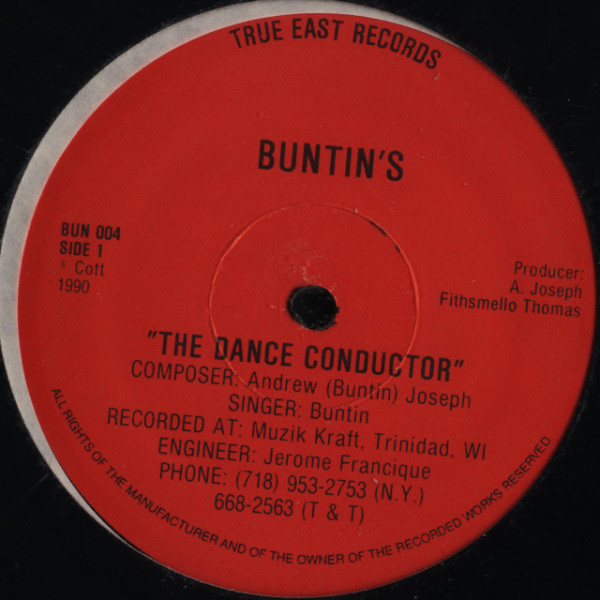 TRUE EAST RECORDS
BUNTIN'S
BUN 004
SIDE 1
* Cott
1990
Producer:
A. Joseph
Fithsmello Thomas
"THE DANCE CONDUCTOR"
COMPOSER: Andrew (Buntin) Joseph
SINGER: Buntin
RECORDED AT: Muzik Kraft, Trinidad, WI
ENGINEER: Jerome Francique
PHONE: (718) 953-2753 (N.Y.)
668-2563 (T & T)
ALL RIGHTS OF THE MANUFACTURER AND OF THE OWNER OF THE RECORDED WORKS RESERVED